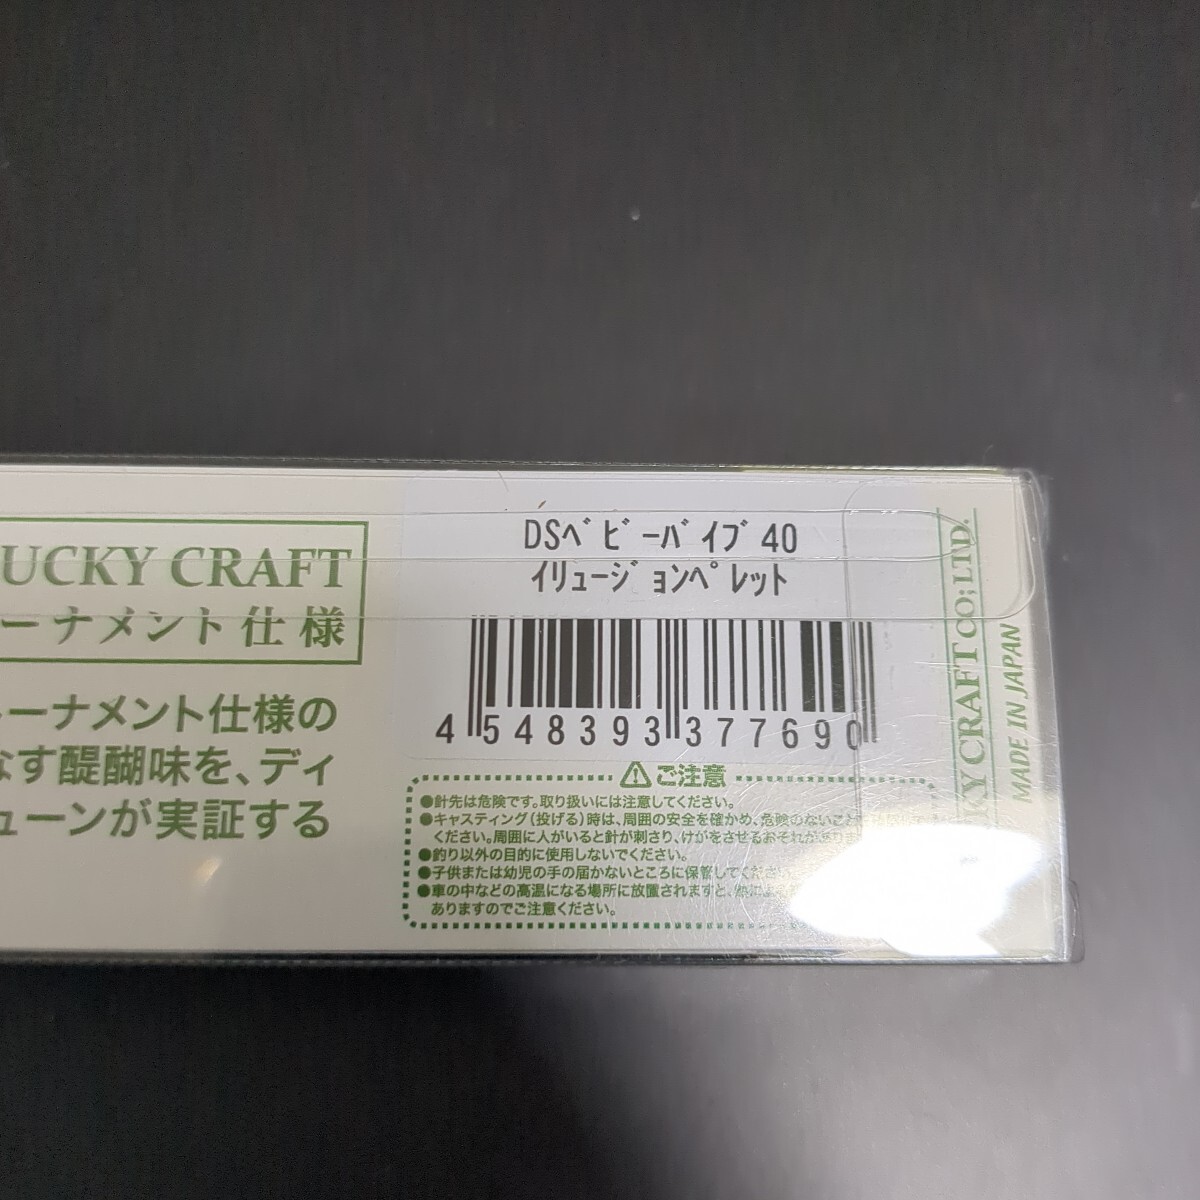 UCKY CRAFT
ーナメント仕様
ーナメント仕様の
なす醍醐味を、ディ
ューンが実証する
DSﾍﾞﾋﾞｰﾊﾞｲﾌﾞ40
ｲﾘｭｰｼﾞｮﾝﾍﾟﾚｯﾄ
4 548393 377690
⚠ご注意
●針先は危険です。取り扱いには注意してください。
●キャスティング(投げる)時は、周囲の安全を確かめ、危険のないこと
ください。周囲に人がいると針が刺さり、けがをさせるおそれがあり
●釣り以外の目的に使用しないでください。
●子供または幼児の手の届かないところに保管してください
●車の中などの高温になる場所に放置されますと、
ありますのでご注意ください。
KY CRAFT CO;LTD.
MADE IN JAPAN